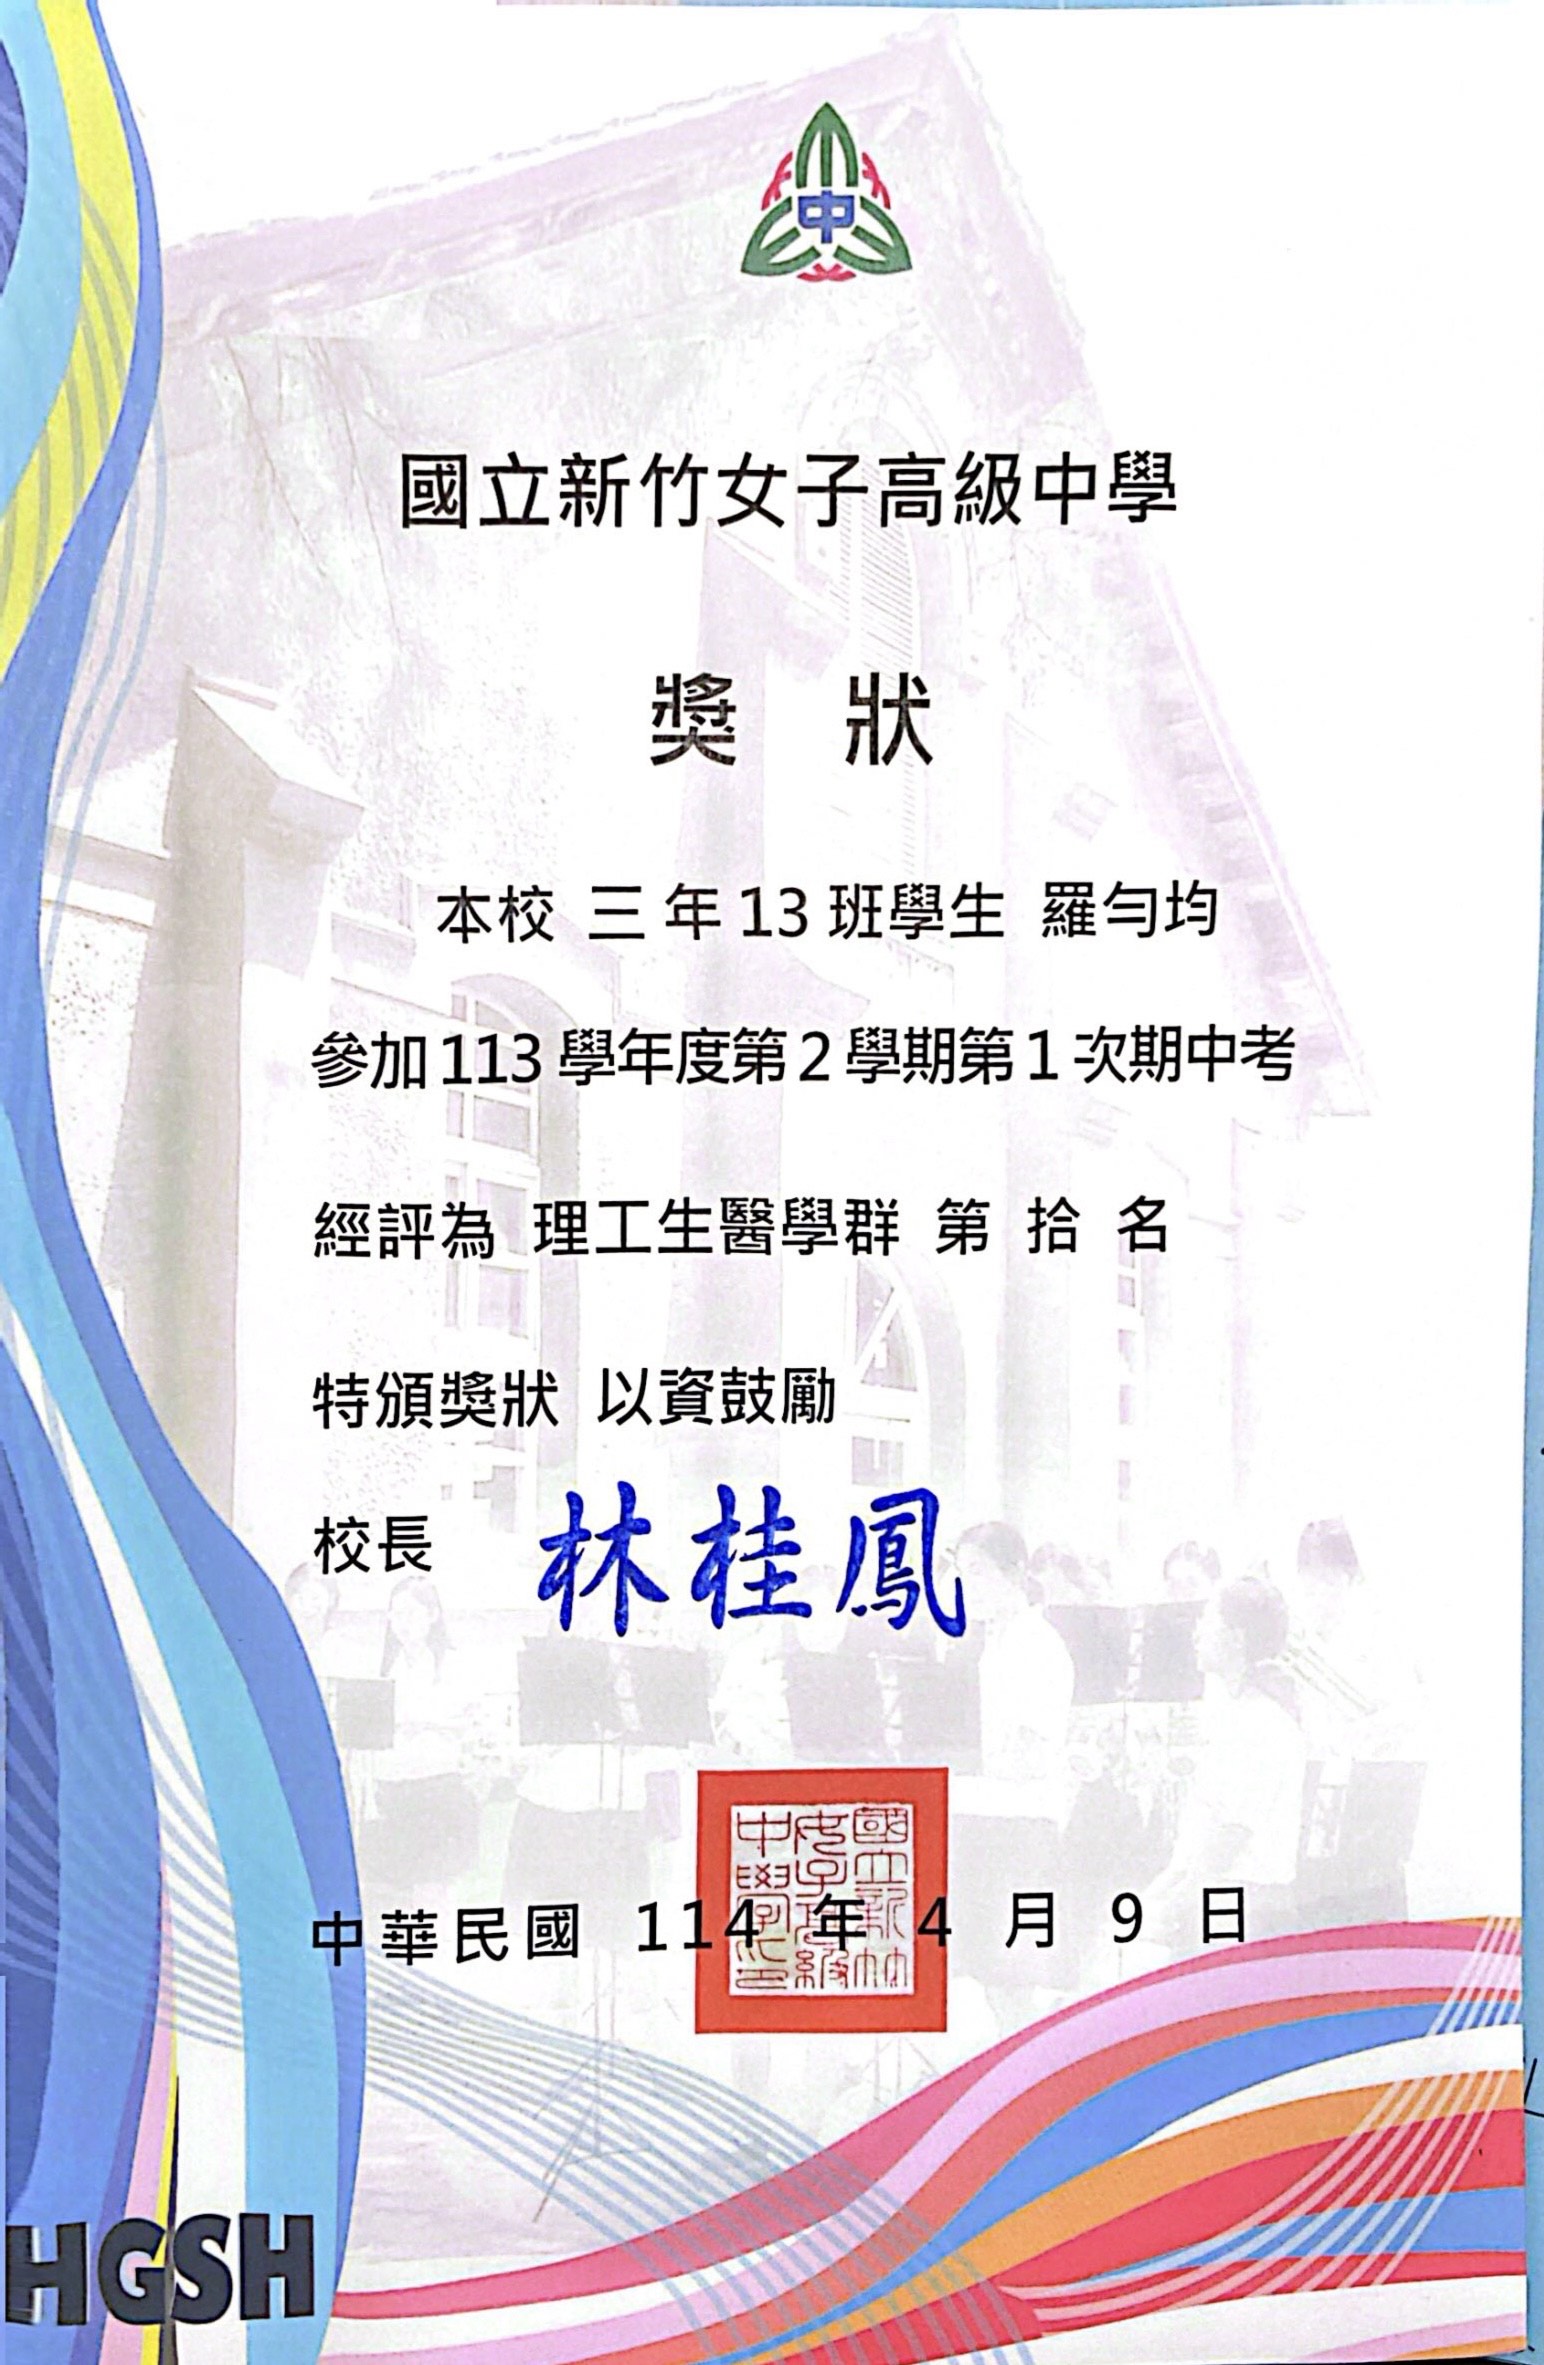 中
國立新竹女子高級中學
獎 狀
本校 三 年 13 班學生 羅勻均
參加 113 學年度第 2 學期第 1 次期中考
經評為 理工生醫學群 第 拾 名
特頒獎狀 以資鼓勵
校長 林桂鳳
國立新竹女子高級中學印
中華民國 114 年 4 月 9 日
HGSH